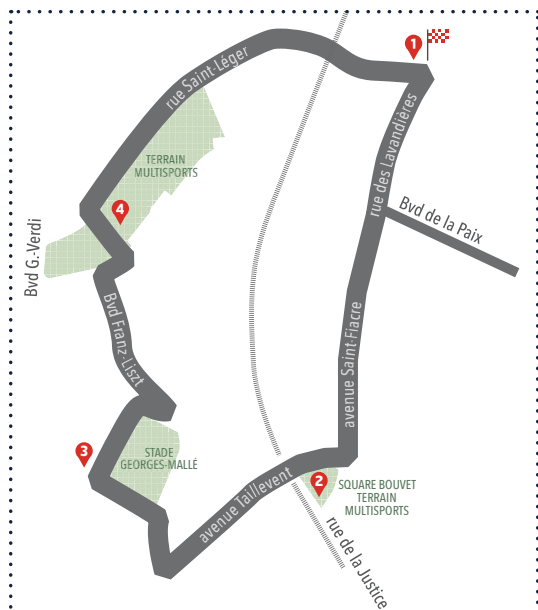 1
rue Saint-Léger
rue des Lavandières
TERRAIN
MULTISPORTS
4
Bvd de la Paix
Bvd G.-Verdi
Bvd Franz-Liszt
avenue Saint-Fiacre
3
STADE
GEORGES-MALLÉ
avenue Taillevent
2
SQUARE BOUVET
TERRAIN
MULTISPORTS
rue de la Justice